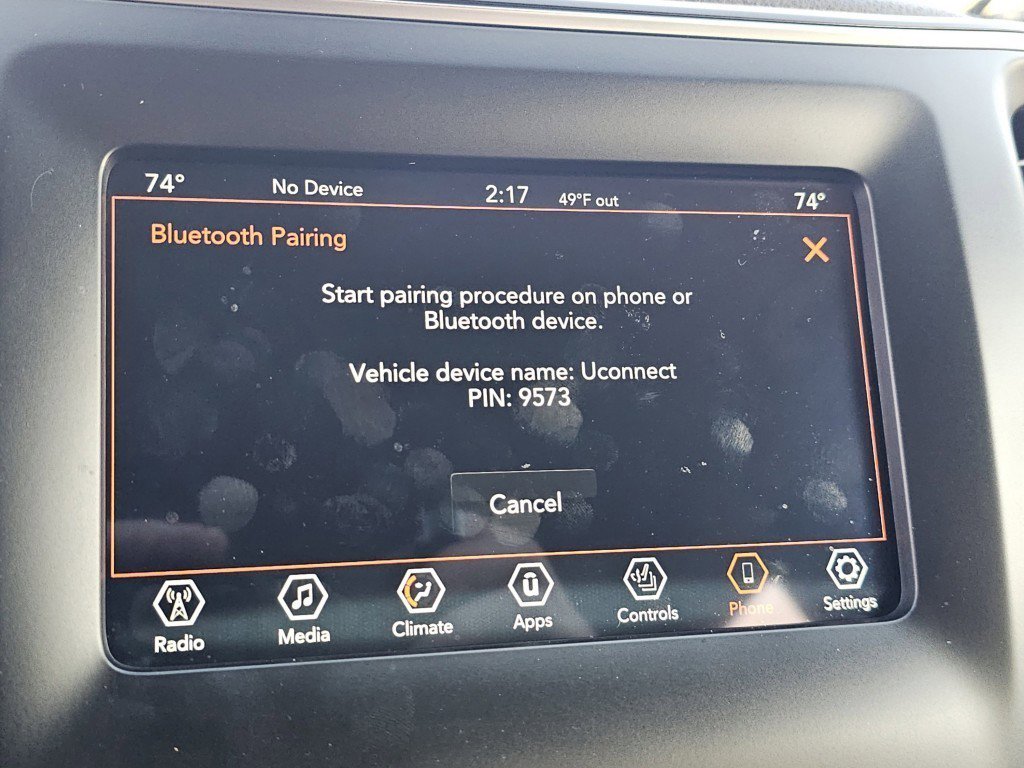 74° No Device 2:17 49°F out 74°
Bluetooth Pairing
Start pairing procedure on phone or
Bluetooth device.
Vehicle device name: Uconnect
PIN: 9573
Cancel
Radio Media Climate Apps Controls Phone Settings